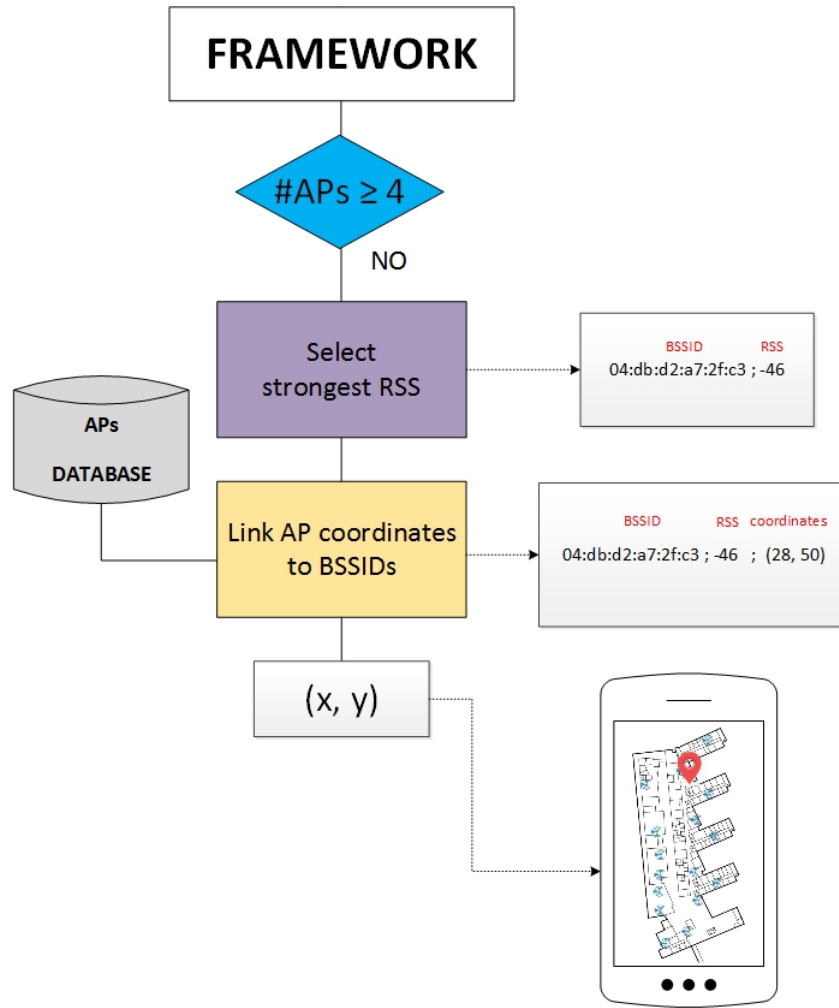 FRAMEWORK
#APs ≥ 4
NO
Select
strongest RSS
BSSID RSS
04:db:d2:a7:2f:c3 ; -46
APs
DATABASE
Link AP coordinates
to BSSIDs
BSSID RSS coordinates
04:db:d2:a7:2f:c3 ; -46 ; (28, 50)
(x, y)